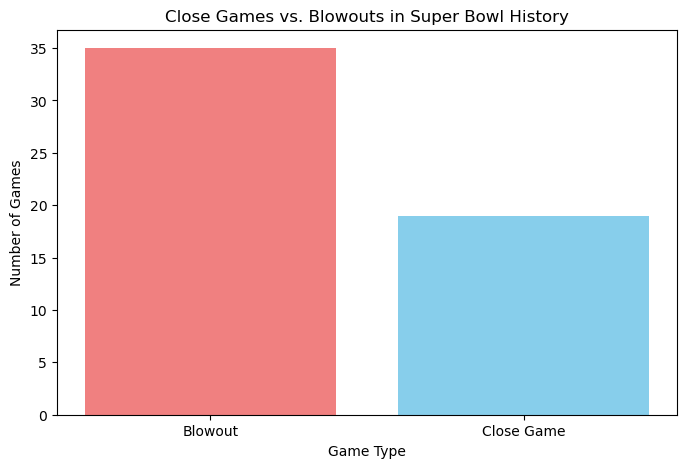 Close Games vs. Blowouts in Super Bowl History
Number of Games
35
30
25
20
15
10
5
0
Blowout
Close Game
Game Type